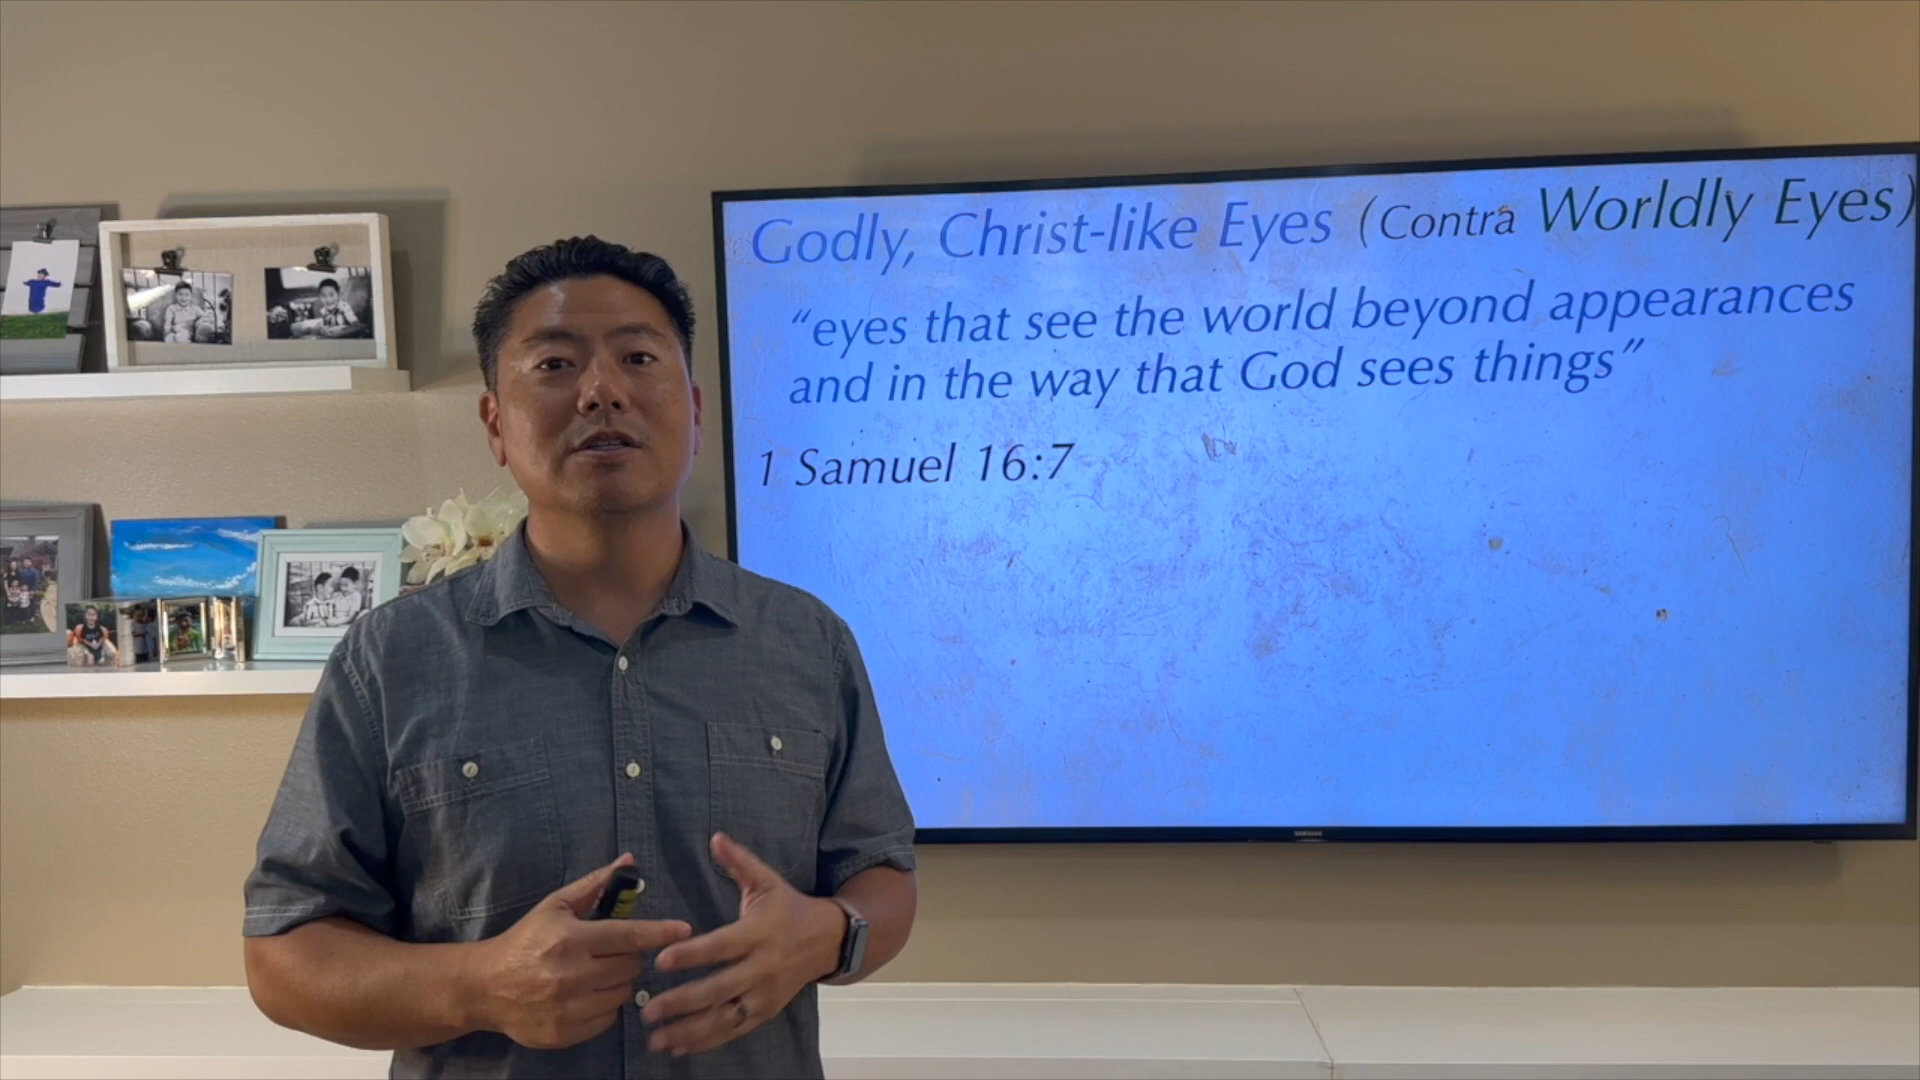 Godly, Christ-like Eyes (Contra Worldly Eyes)
“eyes that see the world beyond appearances
and in the way that God sees things”
1 Samuel 16:7
SAMSUNG